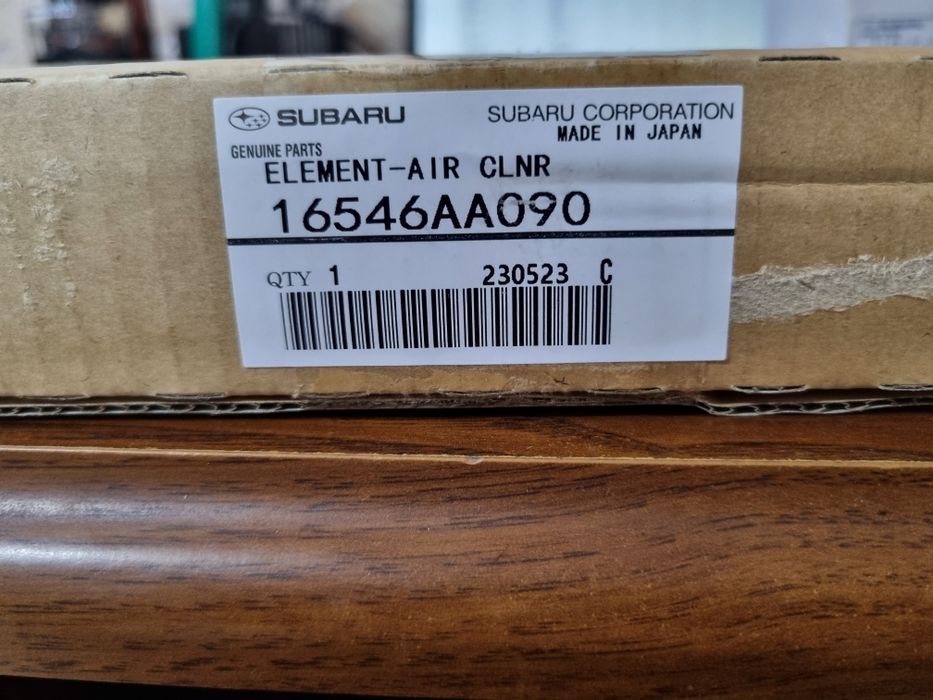 SUBARU
SUBARU CORPORATION
MADE IN JAPAN
GENUINE PARTS
ELEMENT-AIR CLNR
16546AA090
QTY 1 230523 C